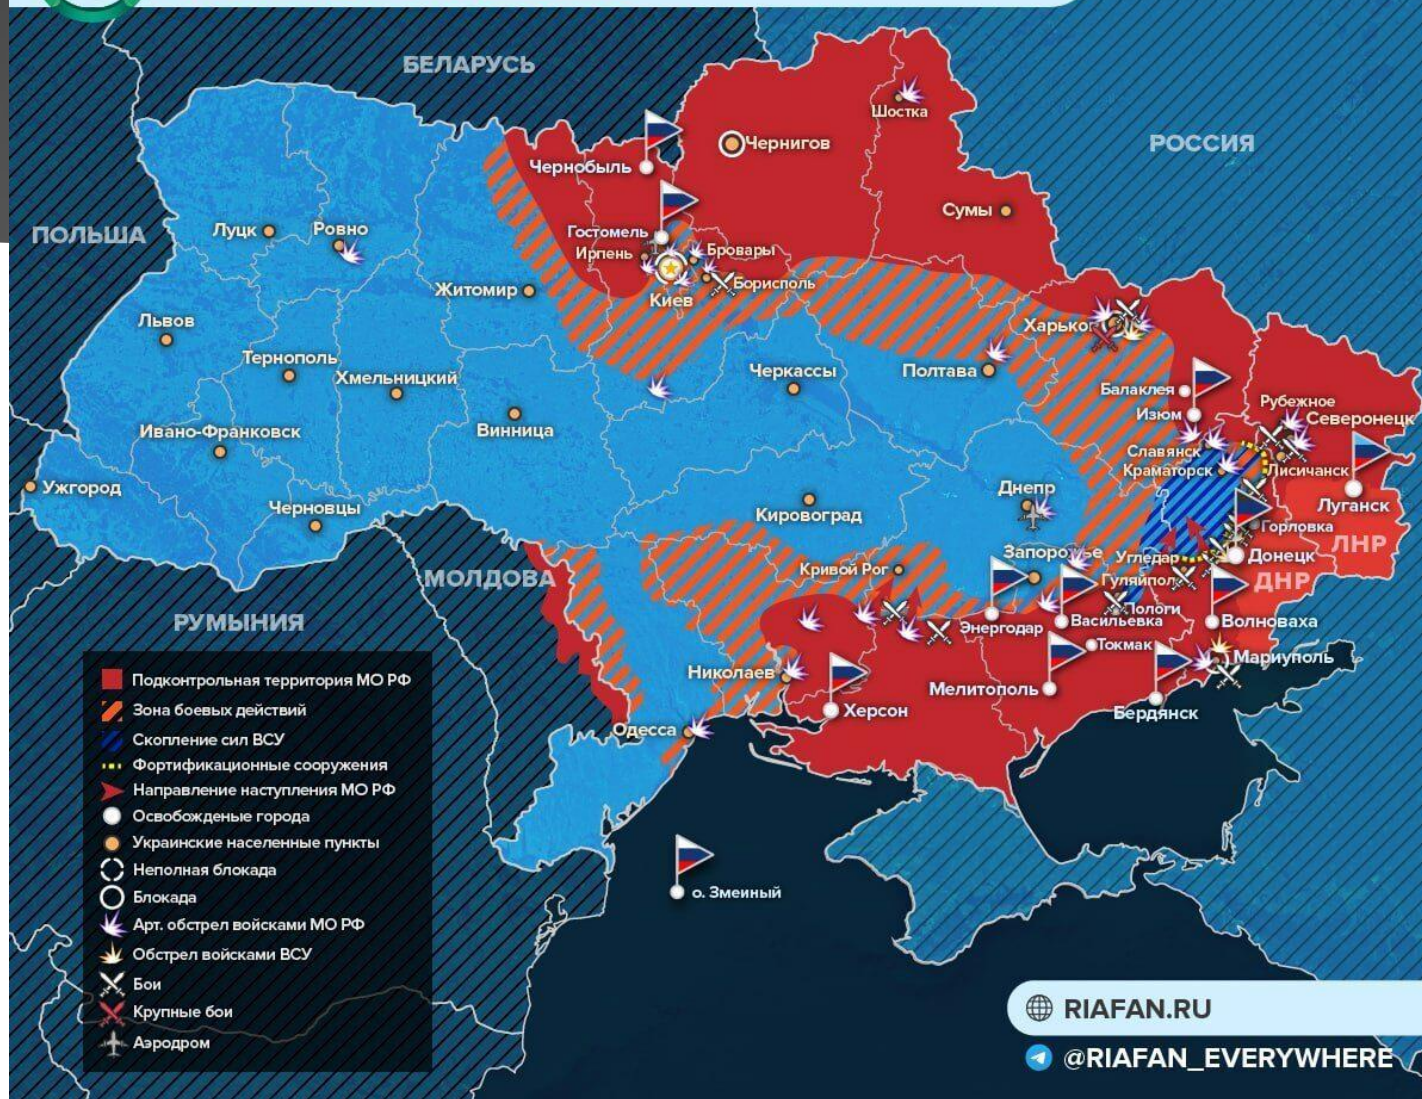 БЕЛАРУСЬ
РОССИЯ
ПОЛЬША
Шостка
Чернигов
Чернобыль
Сумы
Луцк
Ровно
Гостомель
Ирпень
Бровары
Борисполь
Киев
Житомир
Львов
Харьков
Тернополь
Хмельницкий
Черкассы
Полтава
Балаклея
Изюм
Рубежное
Северонецк
Ивано-Франковск
Винница
Славянск
Краматорск
Лисичанск
Ужгород
Черновцы
Днепр
Кировоград
Луганск
Горловка
ЛНР
Запорожье
Угледар
Донецк
МОЛДОВА
Кривой Рог
Гуляйпол
ДНР
Пологи
РУМЫНИЯ
Энергодар
Васильевка
Волноваха
Токмак
Мариуполь
Николаев
Мелитополь
Херсон
Бердянск
Одесса
о. Змеиный
Подконтрольная территория МО РФ
Зона боевых действий
Скопление сил ВСУ
Фортификационные сооружения
Направление наступления МО РФ
Освобожденые города
Украинские населенные пункты
Неполная блокада
Блокада
Арт. обстрел войсками МО РФ
Обстрел войсками ВСУ
Бои
Крупные бои
Аэродром
RIAFAN.RU
@RIAFAN_EVERYWHERE